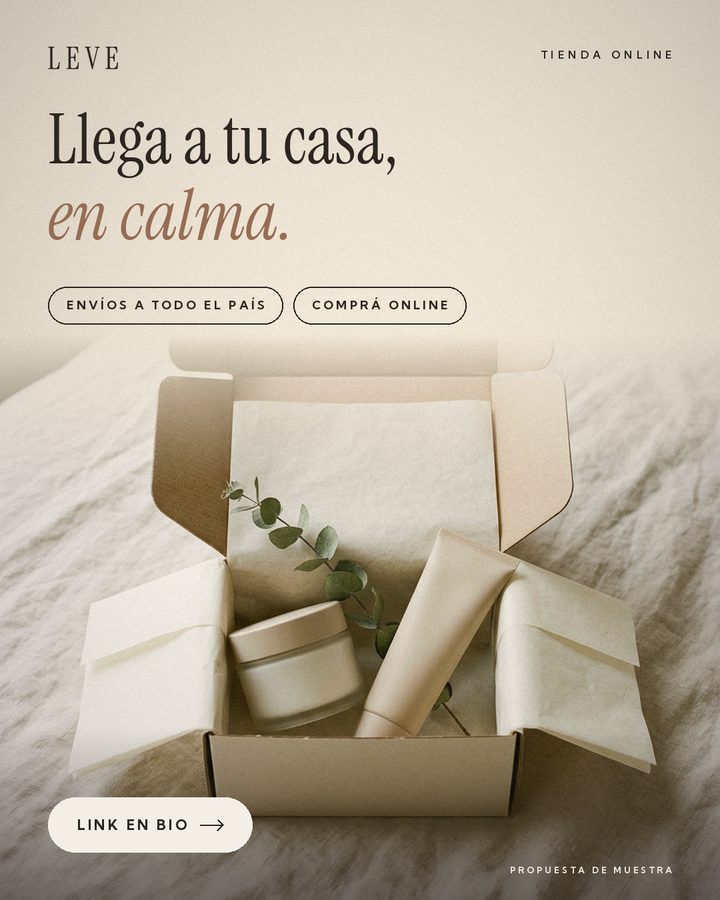 LEVE
TIENDA ONLINE
Llega a tu casa,
en calma.
ENVÍOS A TODO EL PAÍS
COMPRÁ ONLINE
LINK EN BIO →
PROPUESTA DE MUESTRA